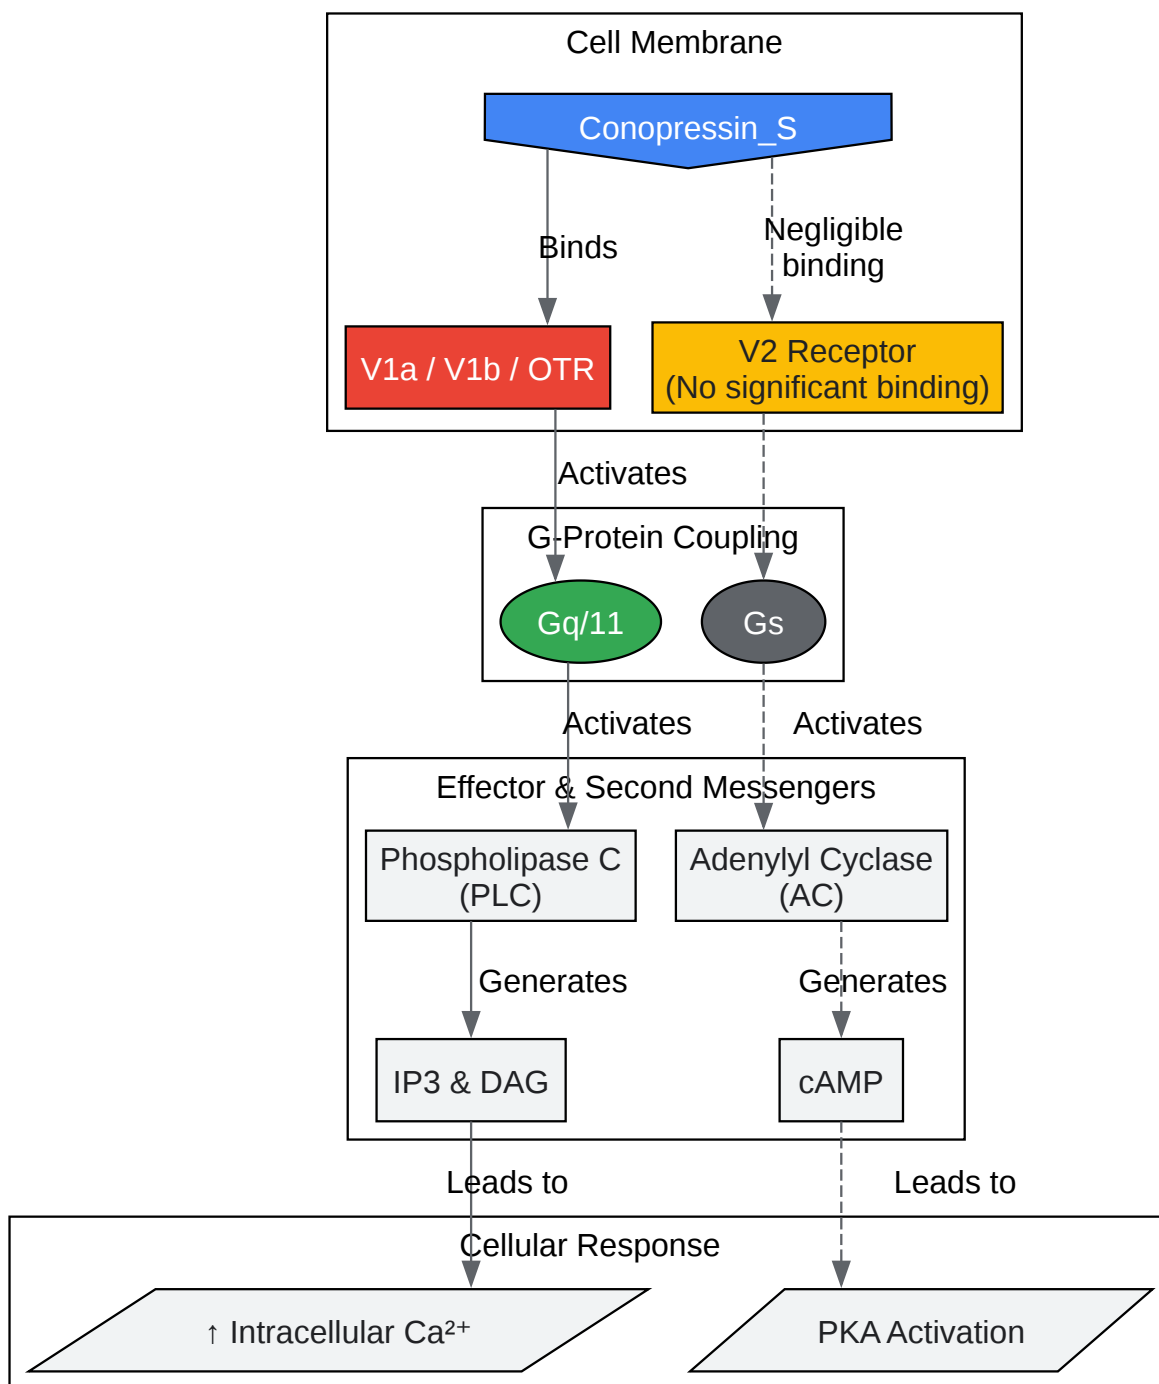 Cell Membrane
Conopressin_S
Binds
Negligible
binding
V1a / V1b / OTR
V2 Receptor
(No significant binding)
Activates
G-Protein Coupling
Gq/11
Gs
Activates
Activates
Effector & Second Messengers
Phospholipase C
(PLC)
Adenylyl Cyclase
(AC)
Generates
Generates
IP3 & DAG
cAMP
Leads to
Leads to
Cellular Response
↑ Intracellular Ca²⁺
PKA Activation